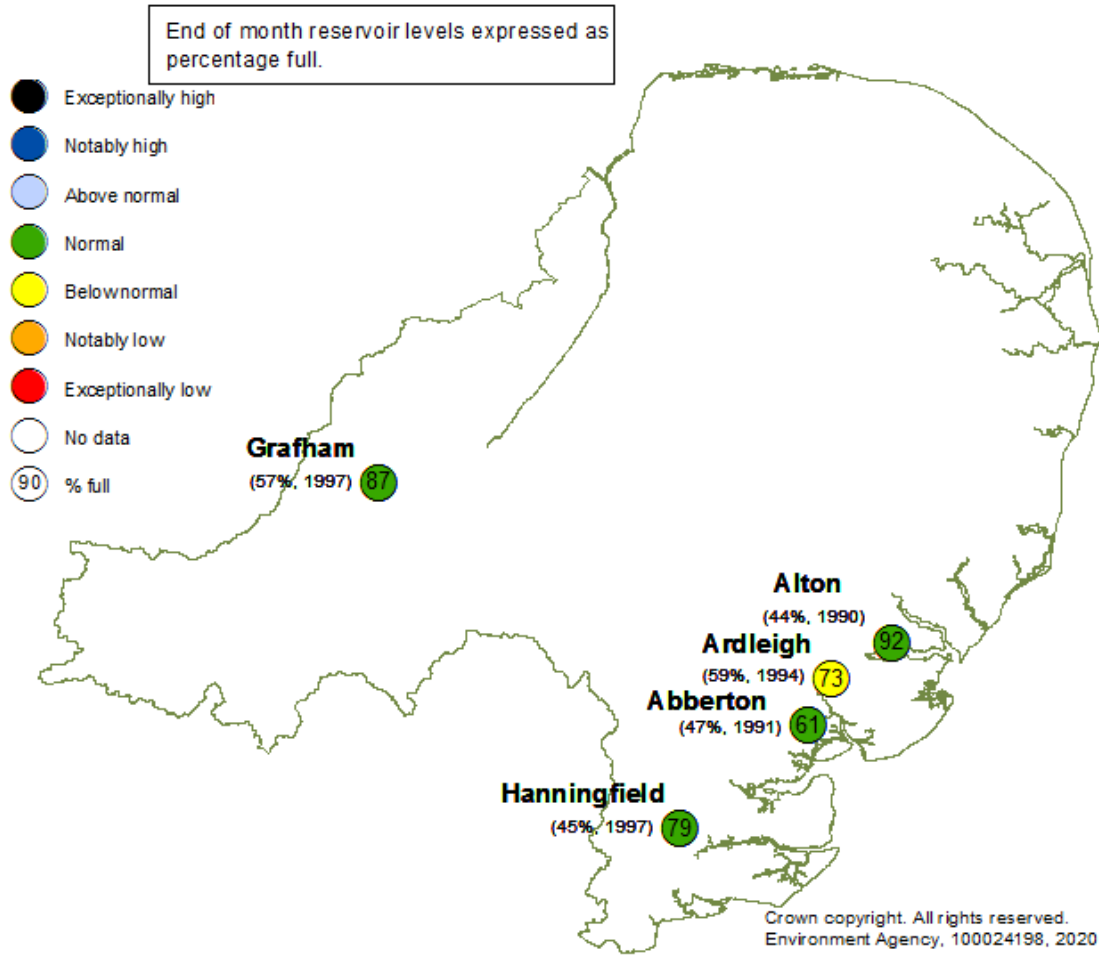 End of month reservoir levels expressed as
percentage full.
Exceptionally high
Notably high
Above normal
Normal
Belownormal
Notably low
Exceptionally low
No data
90 % full
Grafham
(57%, 1997) 87
Alton
(44%, 1990)
92
Ardleigh
(59%, 1994) 73
Abberton
(47%, 1991) 61
Hanningfield
(45%, 1997) 79
Crown copyright. All rights reserved.
Environment Agency, 100024198, 2020